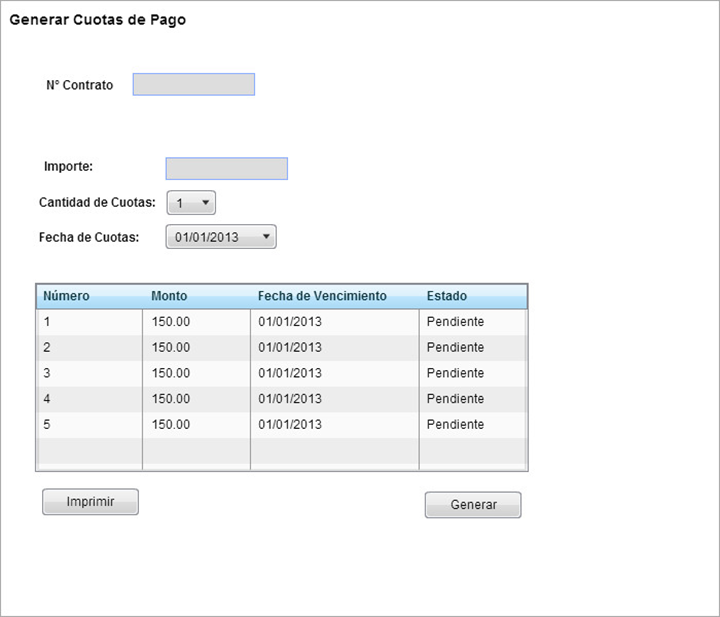 Generar Cuotas de Pago
Nº Contrato
Importe:
Cantidad de Cuotas: 1
Fecha de Cuotas: 01/01/2013
Número Monto Fecha de Vencimiento Estado
1 150.00 01/01/2013 Pendiente
2 150.00 01/01/2013 Pendiente
3 150.00 01/01/2013 Pendiente
4 150.00 01/01/2013 Pendiente
5 150.00 01/01/2013 Pendiente
Imprimir Generar